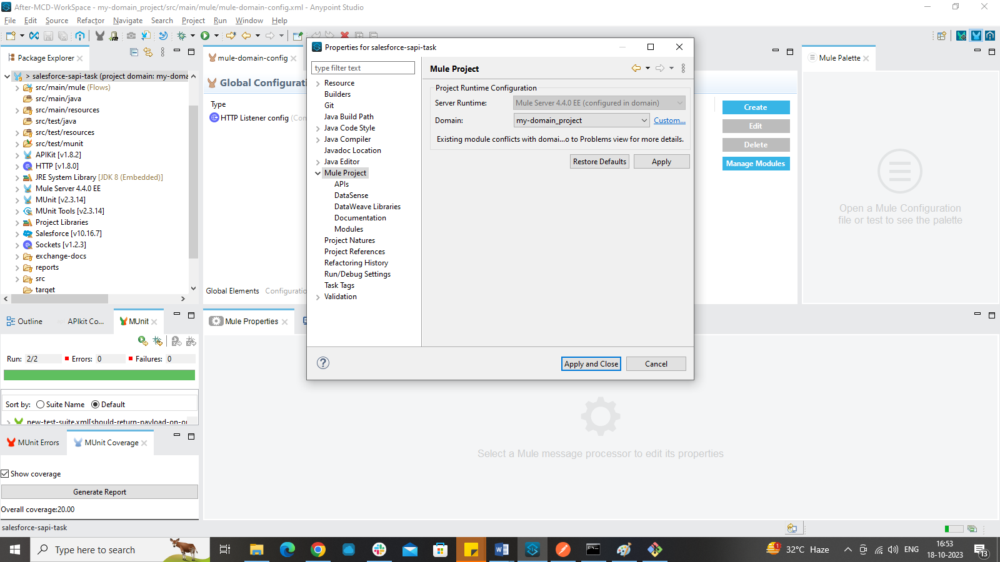 After-MCD-WorkSpace - my-domain_project/src/main/mule/mule-domain-config.xml - Anypoint Studio
File Edit Source Refactor Navigate Search Project Run Window Help
Package Explorer
> salesforce-sapi-task (project domain: my-doma
src/main/mule (Flows)
src/main/java
src/main/resources
src/test/java
src/test/resources
src/test/munit
APIKit [v1.8.2]
HTTP [v1.8.0]
JRE System Library [JDK 8 (Embedded)]
Mule Server 4.4.0 EE
MUnit [v2.3.14]
MUnit Tools [v2.3.14]
Project Libraries
Salesforce [v10.16.7]
Sockets [v1.2.3]
exchange-docs
reports
src
target
mule-domain-config
Global Configurati
Type
HTTP Listener config (Con
Global Elements Configuratio
Properties for salesforce-sapi-task
type filter text
Resource
Builders
Git
Java Build Path
Java Code Style
Java Compiler
Javadoc Location
Java Editor
Mule Project
APIs
DataSense
DataWeave Libraries
Documentation
Modules
Project Natures
Project References
Refactoring History
Run/Debug Settings
Task Tags
Validation
Mule Project
Project Runtime Configuration
Server Runtime: Mule Server 4.4.0 EE (configured in domain)
Domain: my-domain_project Custom...
Existing module conflicts with domai...o to Problems view for more details.
Restore Defaults Apply
? Apply and Close Cancel
Create
Edit
Delete
Manage Modules
Mule Palette
Open a Mule Configuration
file or test to see the palette
Outline APIkit Co... MUnit
Run: 2/2 Errors: 0 Failures: 0
Sort by: Suite Name Default
new-test-suite.xml[should-return-payload-on-or
MUnit Errors MUnit Coverage
Show coverage
Generate Report
Overall coverage:20.00
Mule Properties
Select a Mule message processor to edit its properties
salesforce-sapi-task
Type here to search
1
32°C Haze
ENG
16:53
18-10-2023
13